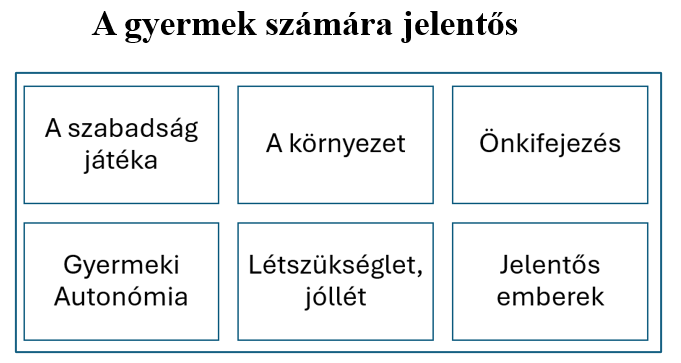 A gyermek számára jelentős
A szabadság
játéka
A környezet
Önkifejezés
Gyermeki
Autonómia
Létszükséglet,
jóllét
Jelentős
emberek